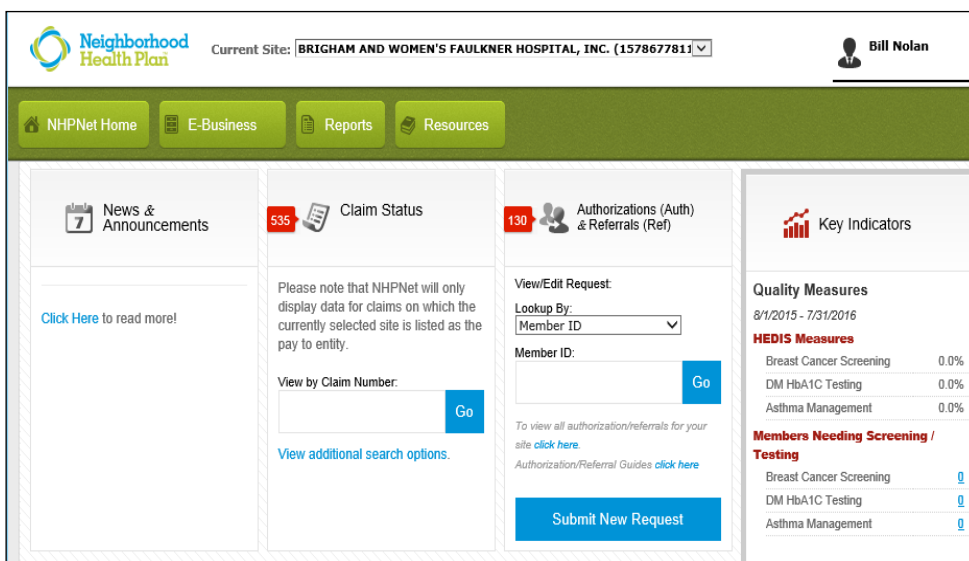 Neighborhood
Health Plan
Current Site: BRIGHAM AND WOMEN'S FAULKNER HOSPITAL, INC. (1578677811
Bill Nolan
NHPNet Home
E-Business
Reports
Resources
7
News &
Announcements
Click Here to read more!
535
Claim Status
Please note that NHPNet will only
display data for claims on which the
currently selected site is listed as the
pay to entity.
View by Claim Number:
Go
View additional search options.
130
Authorizations (Auth)
& Referrals (Ref)
View/Edit Request:
Lookup By:
Member ID
Member ID:
Go
To view all authorization/referrals for your
site click here.
Authorization/Referral Guides click here
Submit New Request
Key Indicators
Quality Measures
8/1/2015 - 7/31/2016
HEDIS Measures
Breast Cancer Screening 0.0%
DM HbA1C Testing 0.0%
Asthma Management 0.0%
Members Needing Screening /
Testing
Breast Cancer Screening 0
DM HbA1C Testing 0
Asthma Management 0